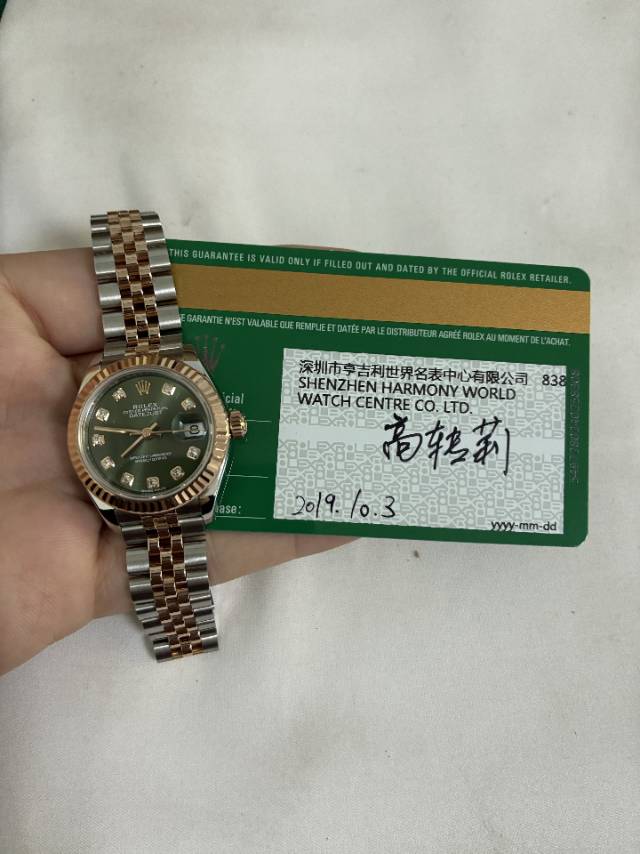 THIS GUARANTEE IS VALID ONLY IF FILLED OUT AND DATED BY THE OFFICIAL ROLEX RETAILER.
GARANTIE N'EST VALABLE QUE REMPLIE ET DATÉE PAR LE DISTRIBUTEUR AGRÉÉ ROLEX AU MOMENT DE L'ACHAT.
深圳市亨吉利世界名表中心有限公司 838
SHENZHEN HARMONY WORLD
WATCH CENTRE CO. LTD.
2019.10.3
yyyy-mm-dd
ROLEX
OYSTER PERPETUAL
DATEJUST